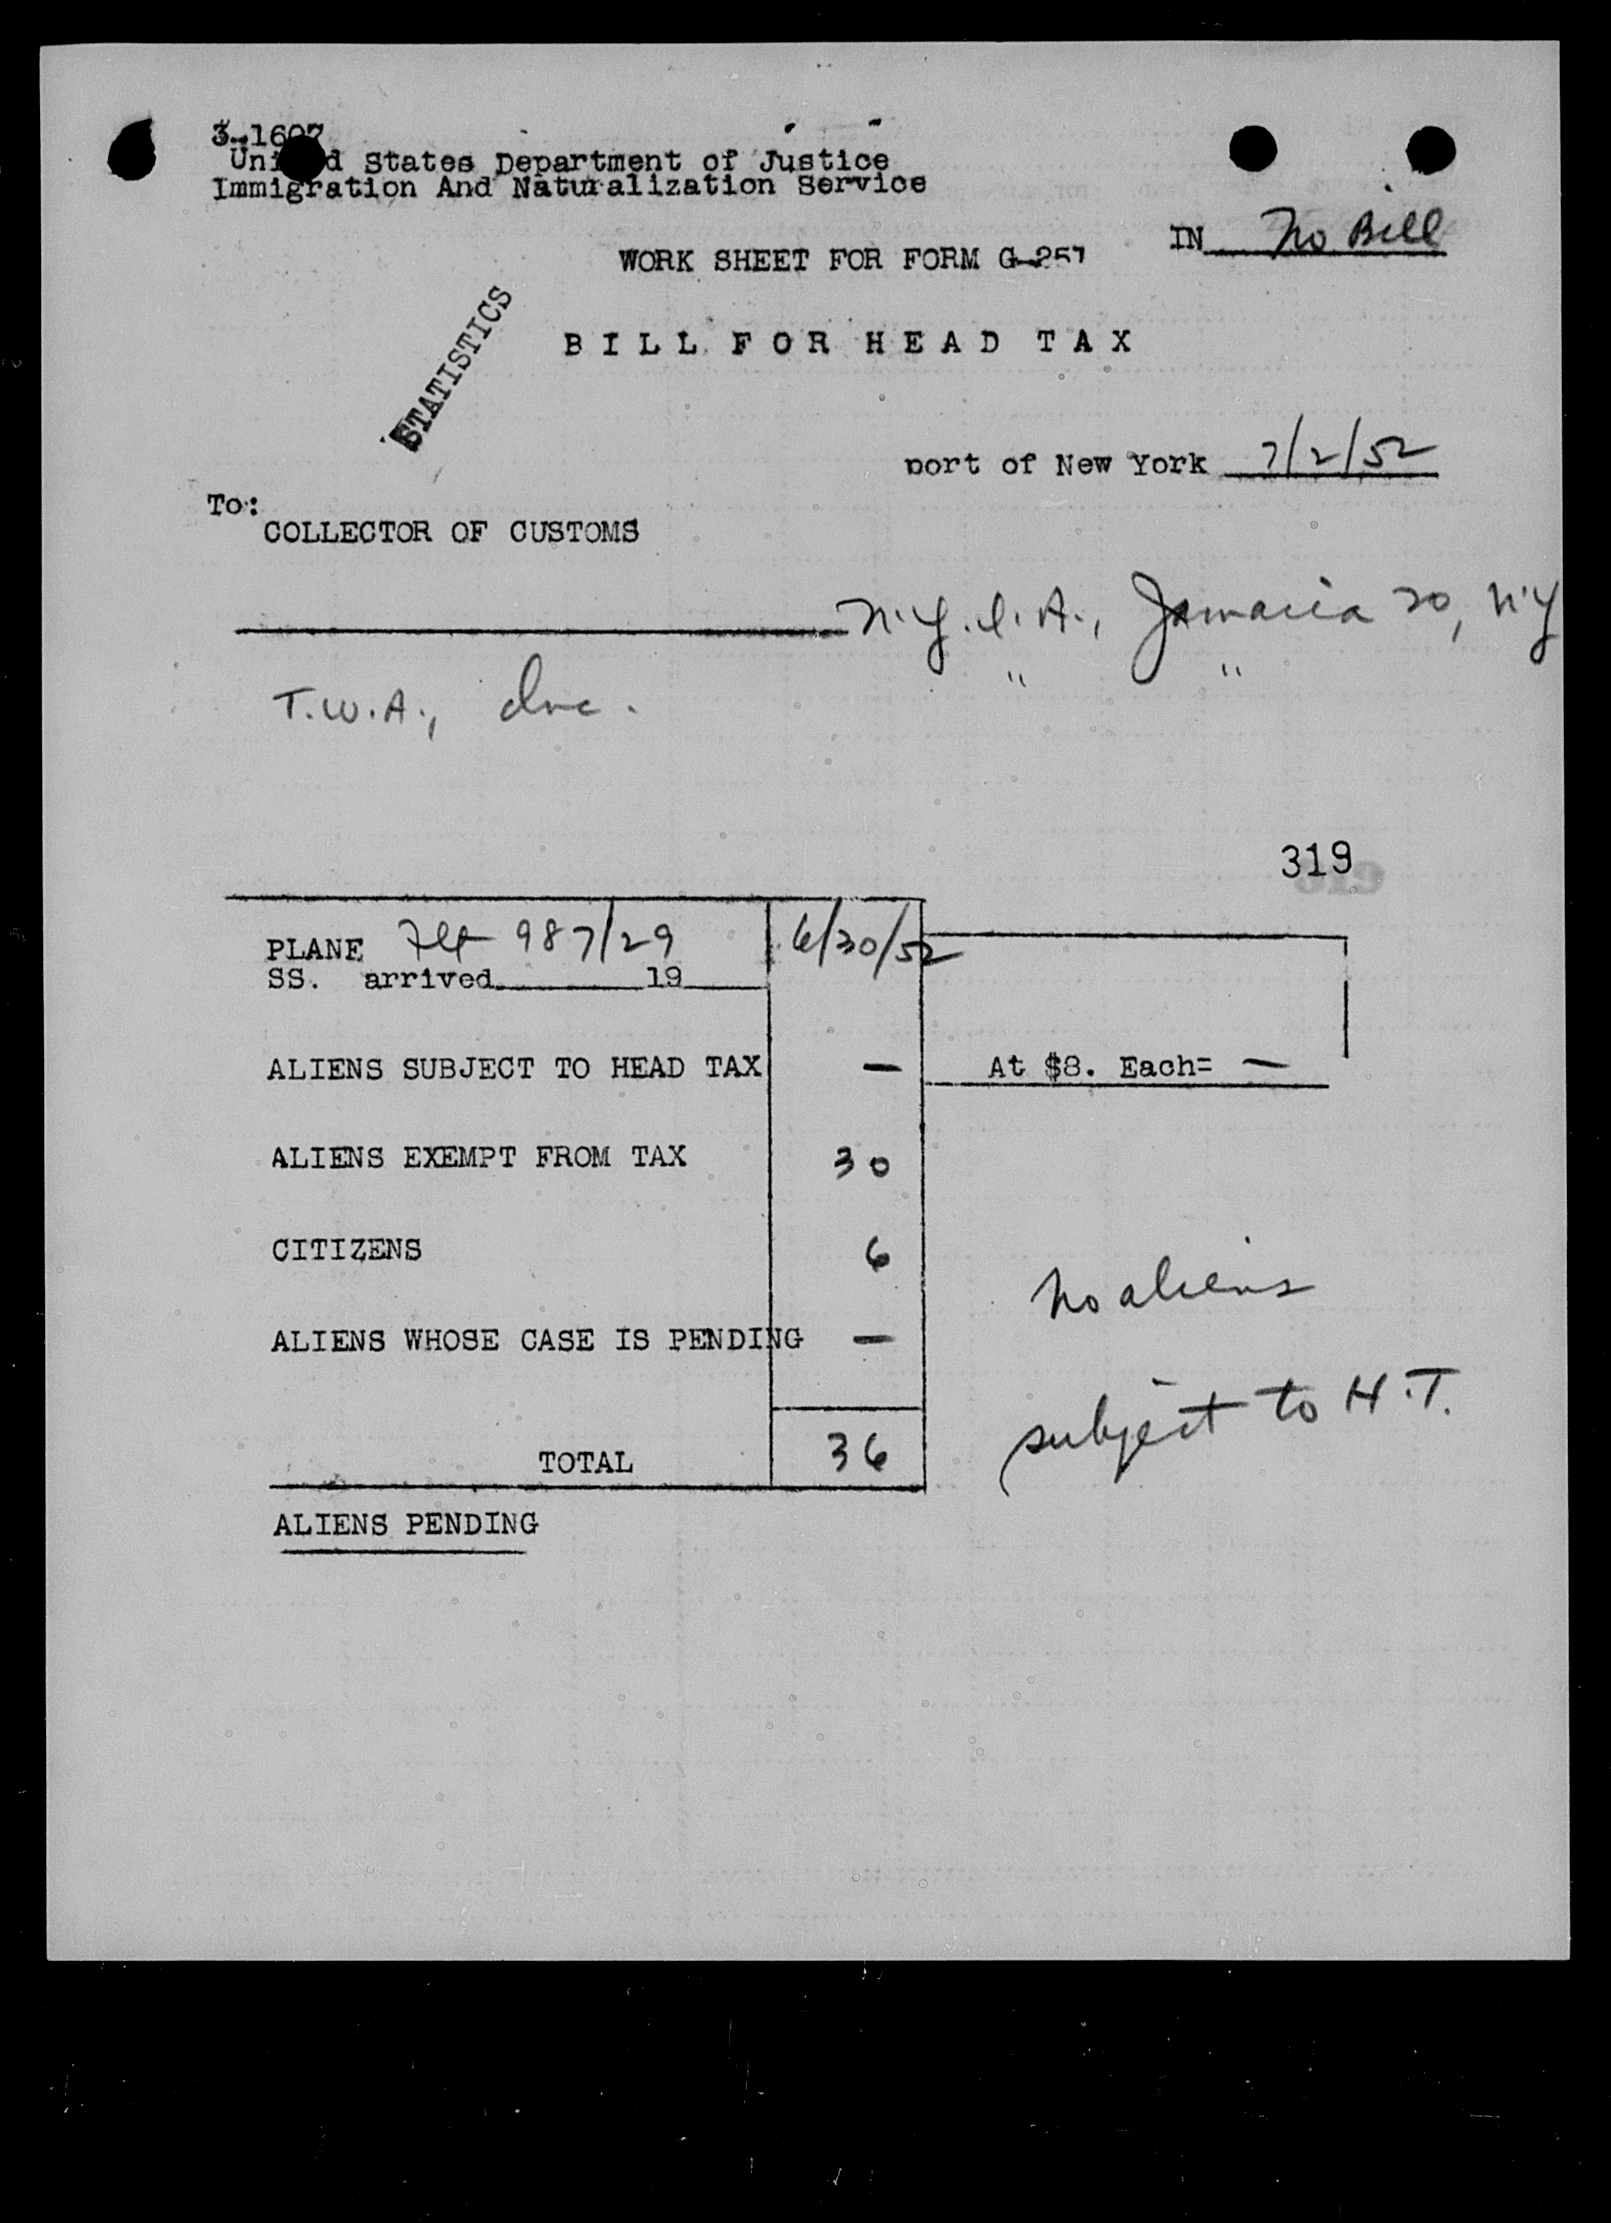 3-1607
United States Department of Justice
Immigration And Naturalization Service
IN No Bill
WORK SHEET FOR FORM G-257
STATISTICS
BILL FOR HEAD TAX
port of New York 7/2/52
To:
COLLECTOR OF CUSTOMS
N.Y.I.A., Jamaica 30, N.Y
" "
T.W.A., Inc.
319
PLANE Flt 987/29 6/30/52
SS. arrived 19
ALIENS SUBJECT TO HEAD TAX — At $8. Each= —
ALIENS EXEMPT FROM TAX 30
CITIZENS 6
No aliens
ALIENS WHOSE CASE IS PENDING —
subject to H.T.
TOTAL 36
ALIENS PENDING